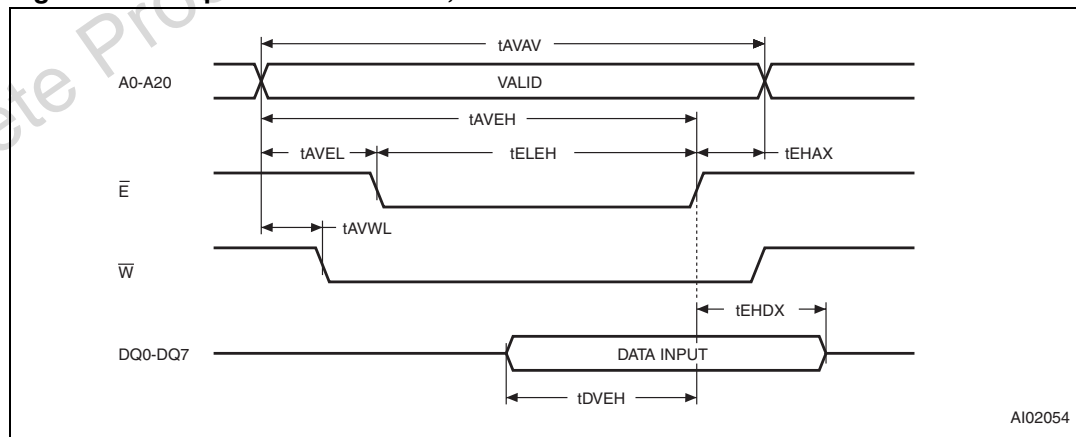 tAVAV
A0-A20
VALID
tAVEH
tAVEL
tELEH
tEHAX
E
tAVWL
W
tEHDX
DQ0-DQ7
DATA INPUT
tDVEH
AI02054